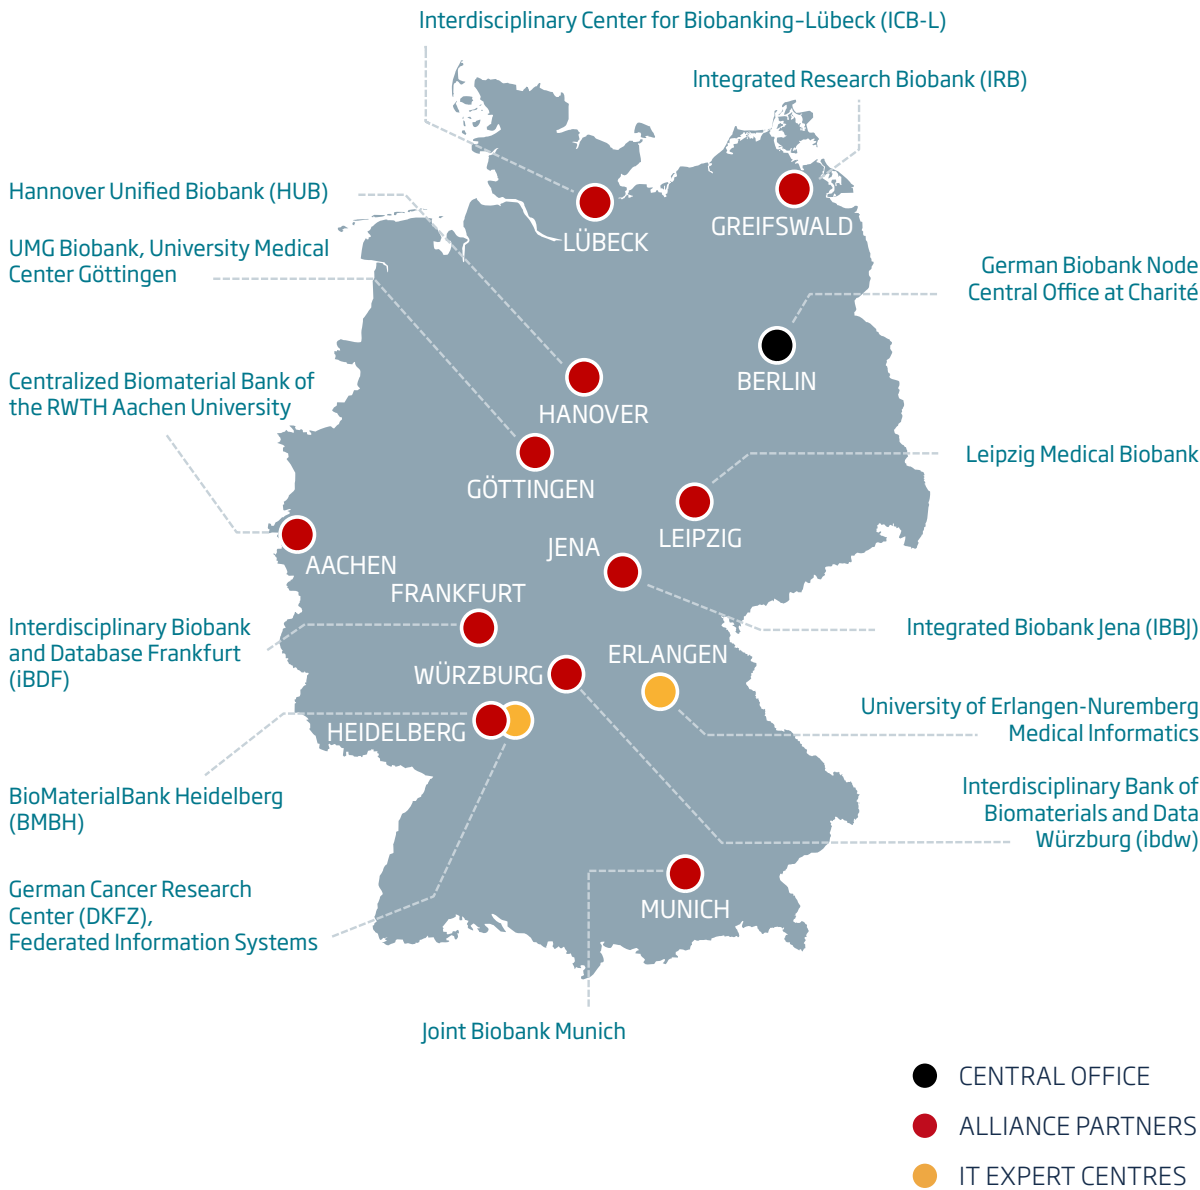 Interdisciplinary Center for Biobanking–Lübeck (ICB-L)
Integrated Research Biobank (IRB)
Hannover Unified Biobank (HUB)
UMG Biobank, University Medical
Center Göttingen
LÜBECK
GREIFSWALD
German Biobank Node
Central Office at Charité
BERLIN
Centralized Biomaterial Bank of
the RWTH Aachen University
HANOVER
GÖTTINGEN
Leipzig Medical Biobank
LEIPZIG
JENA
AACHEN
FRANKFURT
Interdisciplinary Biobank
and Database Frankfurt
(iBDF)
Integrated Biobank Jena (IBBJ)
ERLANGEN
WÜRZBURG
HEIDELBERG
University of Erlangen-Nuremberg
Medical Informatics
BioMaterialBank Heidelberg
(BMBH)
Interdisciplinary Bank of
Biomaterials and Data
Würzburg (ibdw)
German Cancer Research
Center (DKFZ),
Federated Information Systems
MUNICH
Joint Biobank Munich
CENTRAL OFFICE
ALLIANCE PARTNERS
IT EXPERT CENTRES